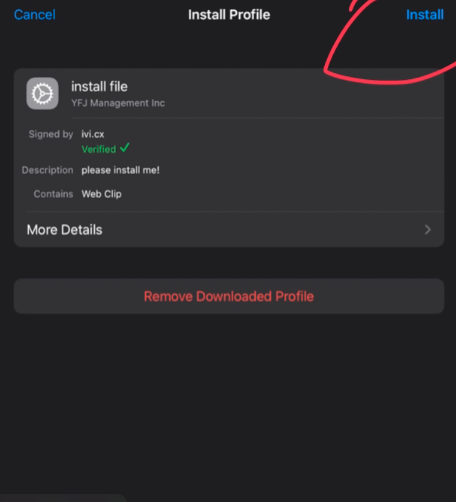 Cancel Install Profile Install
install file
YFJ Management Inc
Signed by ivi.cx
Verified ✓
Description please install me!
Contains Web Clip
More Details
Remove Downloaded Profile